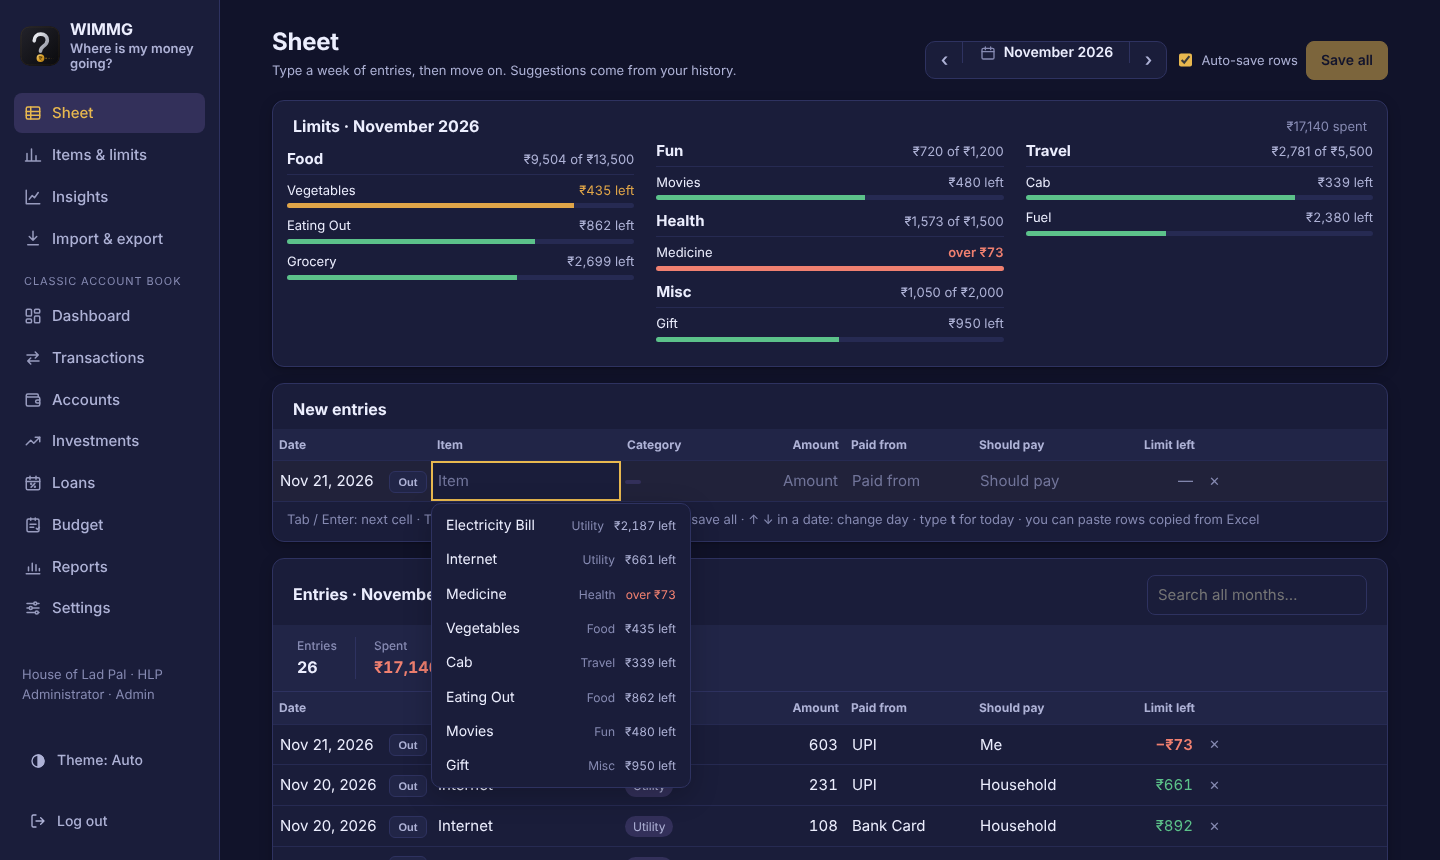 WIMMG
Where is my money
going?
Sheet
Items & limits
Insights
Import & export
CLASSIC ACCOUNT BOOK
Dashboard
Transactions
Accounts
Investments
Loans
Budget
Reports
Settings
House of Lad Pal · HLP
Administrator · Admin
Theme: Auto
Log out
Sheet
Type a week of entries, then move on. Suggestions come from your history.
‹ November 2026 › Auto-save rows Save all
Limits · November 2026 ₹17,140 spent
Food ₹9,504 of ₹13,500
Vegetables ₹435 left
Eating Out ₹862 left
Grocery ₹2,699 left
Fun ₹720 of ₹1,200
Movies ₹480 left
Health ₹1,573 of ₹1,500
Medicine over ₹73
Misc ₹1,050 of ₹2,000
Gift ₹950 left
Travel ₹2,781 of ₹5,500
Cab ₹339 left
Fuel ₹2,380 left
New entries
Date Item Category Amount Paid from Should pay Limit left
Nov 21, 2026 Out Item Amount Paid from Should pay — ×
Tab / Enter: next cell · T save all · ↑ ↓ in a date: change day · type t for today · you can paste rows copied from Excel
Electricity Bill Utility ₹2,187 left
Internet Utility ₹661 left
Medicine Health over ₹73
Vegetables Food ₹435 left
Cab Travel ₹339 left
Eating Out Food ₹862 left
Movies Fun ₹480 left
Gift Misc ₹950 left
Entries · Novembe Search all months...
Entries Spent
26 ₹17,140
Date Amount Paid from Should pay Limit left
Nov 21, 2026 Out 603 UPI Me −₹73 ×
Nov 20, 2026 Out Internet Utility 231 UPI Household ₹661 ×
Nov 20, 2026 Out Internet Utility 108 Bank Card Household ₹892 ×